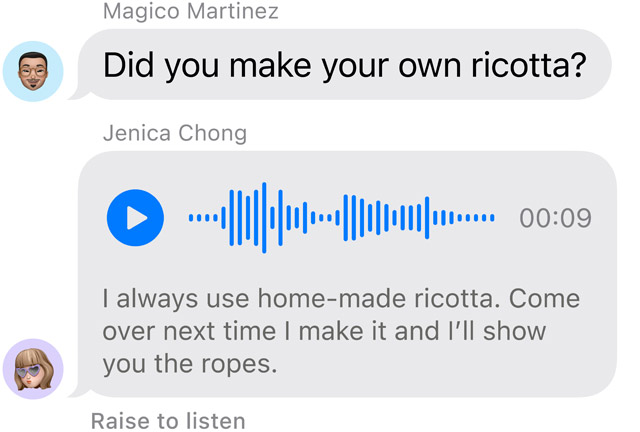 Magico Martinez
Did you make your own ricotta?
Jenica Chong
00:09
I always use home-made ricotta. Come
over next time I make it and I’ll show
you the ropes.
Raise to listen